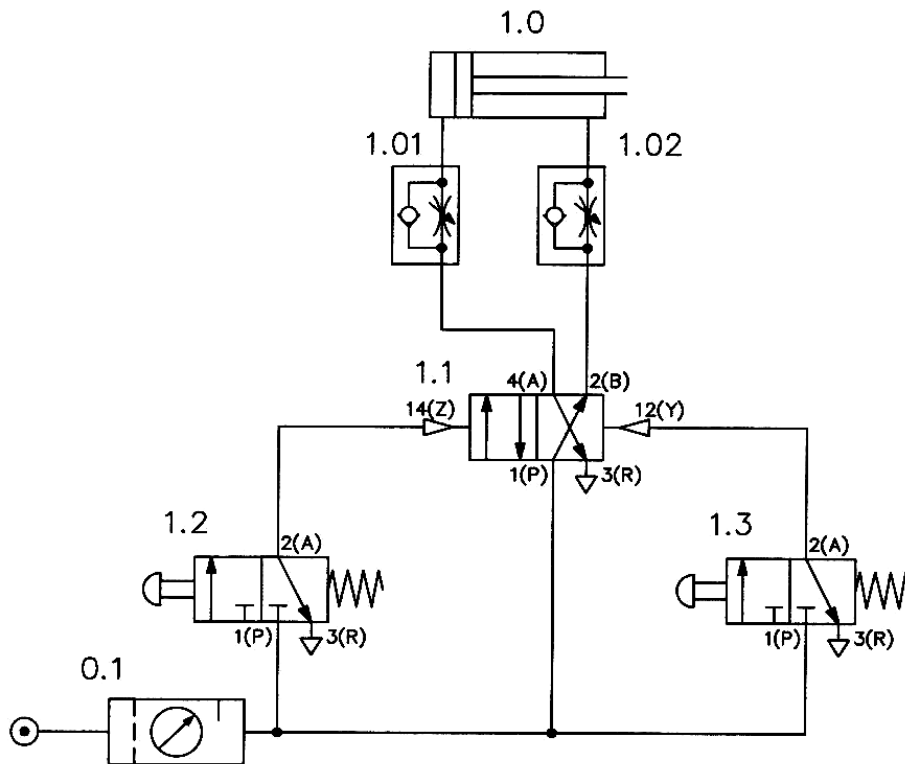 1.0
1.01
1.02
1.1
4(A) 2(B)
14(Z) 12(Y)
1(P) 3(R)
1.2
2(A)
1(P) 3(R)
1.3
2(A)
1(P) 3(R)
0.1